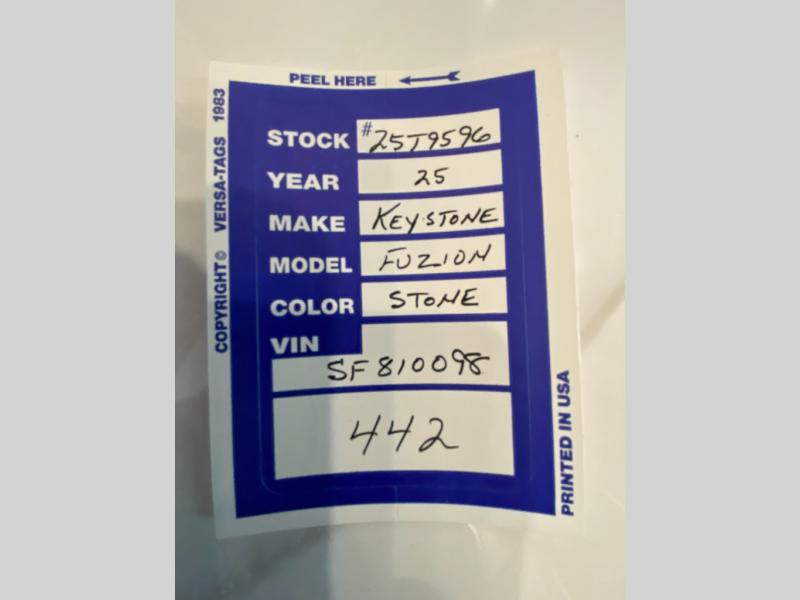 PEEL HERE
COPYRIGHT© VERSA-TAGS 1983
STOCK #25T9596
YEAR 25
MAKE KEYSTONE
MODEL FUZION
COLOR STONE
VIN
SF810098
442
PRINTED IN USA